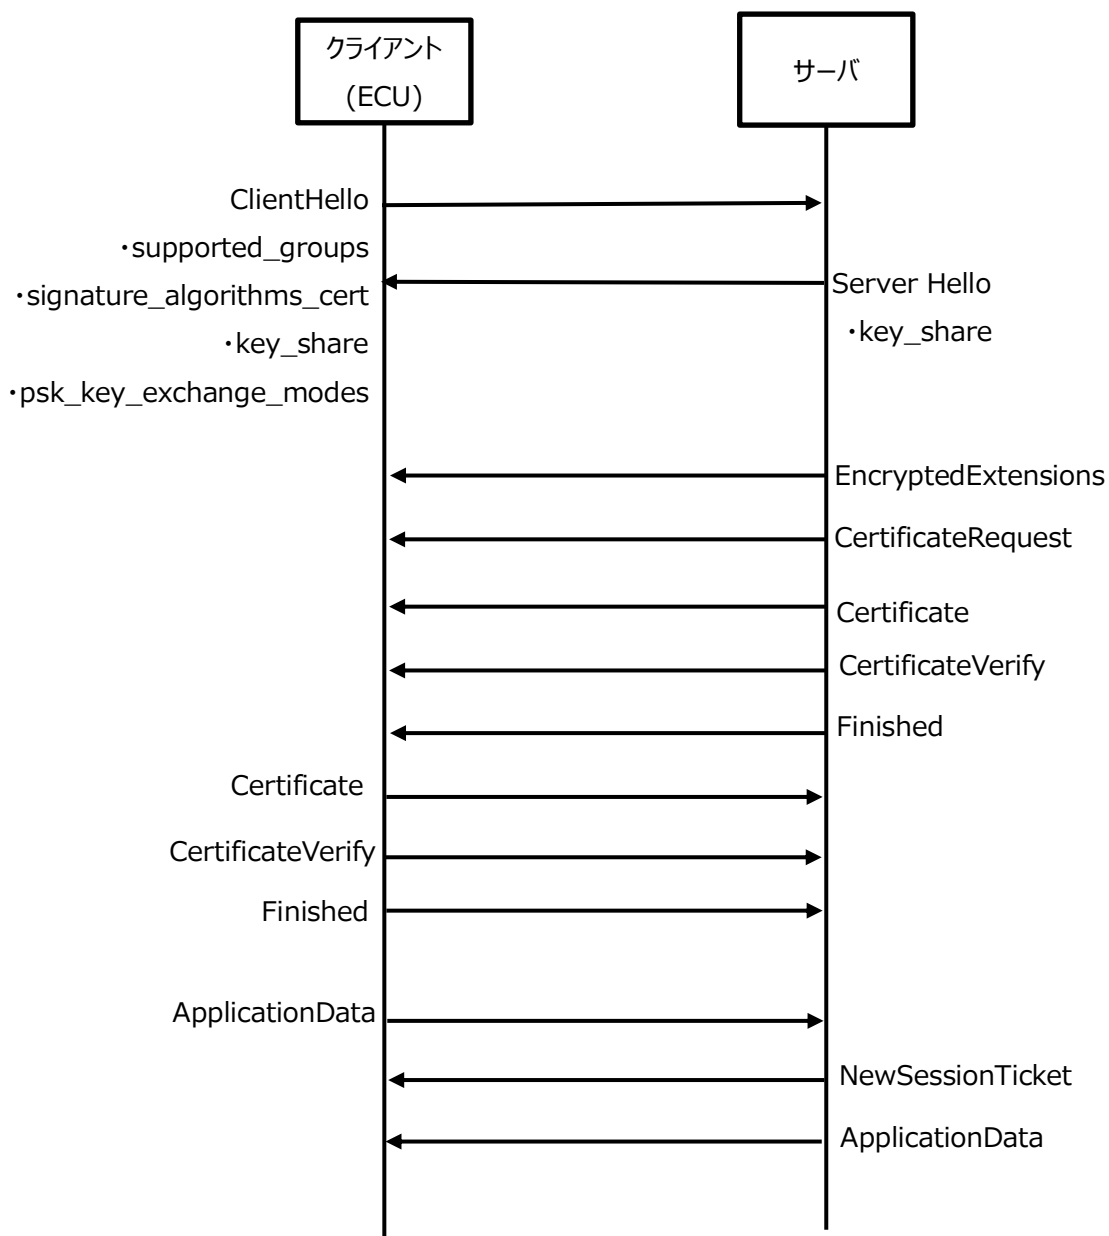 クライアント
(ECU)
サーバ
ClientHello
・supported_groups
・signature_algorithms_cert
・key_share
・psk_key_exchange_modes
Server Hello
・key_share
EncryptedExtensions
CertificateRequest
Certificate
CertificateVerify
Finished
Certificate
CertificateVerify
Finished
ApplicationData
NewSessionTicket
ApplicationData